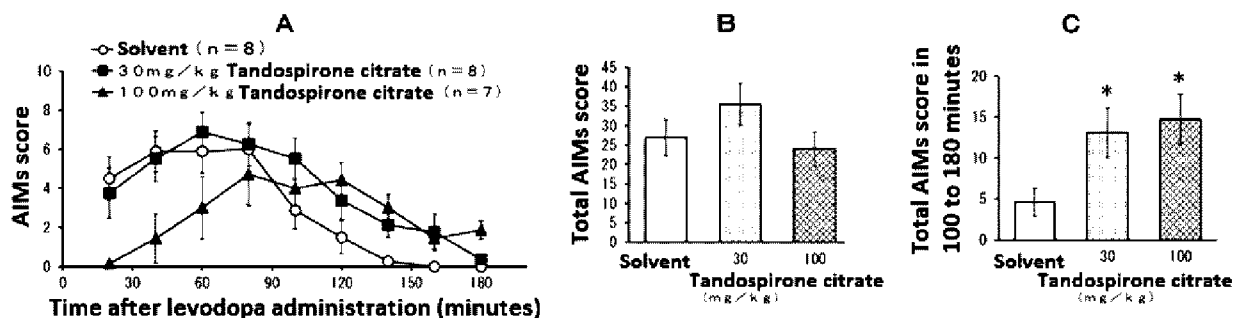 A
Solvent (n=8)
30mg/kg Tandospirone citrate (n=8)
100mg/kg Tandospirone citrate (n=7)
AIMs score
10
8
6
4
2
0
0 30 60 90 120 150 180
Time after levodopa administration (minutes)
B
Total AIMs score
45
40
35
30
25
20
15
10
5
0
Solvent 30 100
Tandospirone citrate
(mg/kg)
C
Total AIMs score in
100 to 180 minutes
20
15
10
5
0
* *
Solvent 30 100
Tandospirone citrate
(mg/kg)